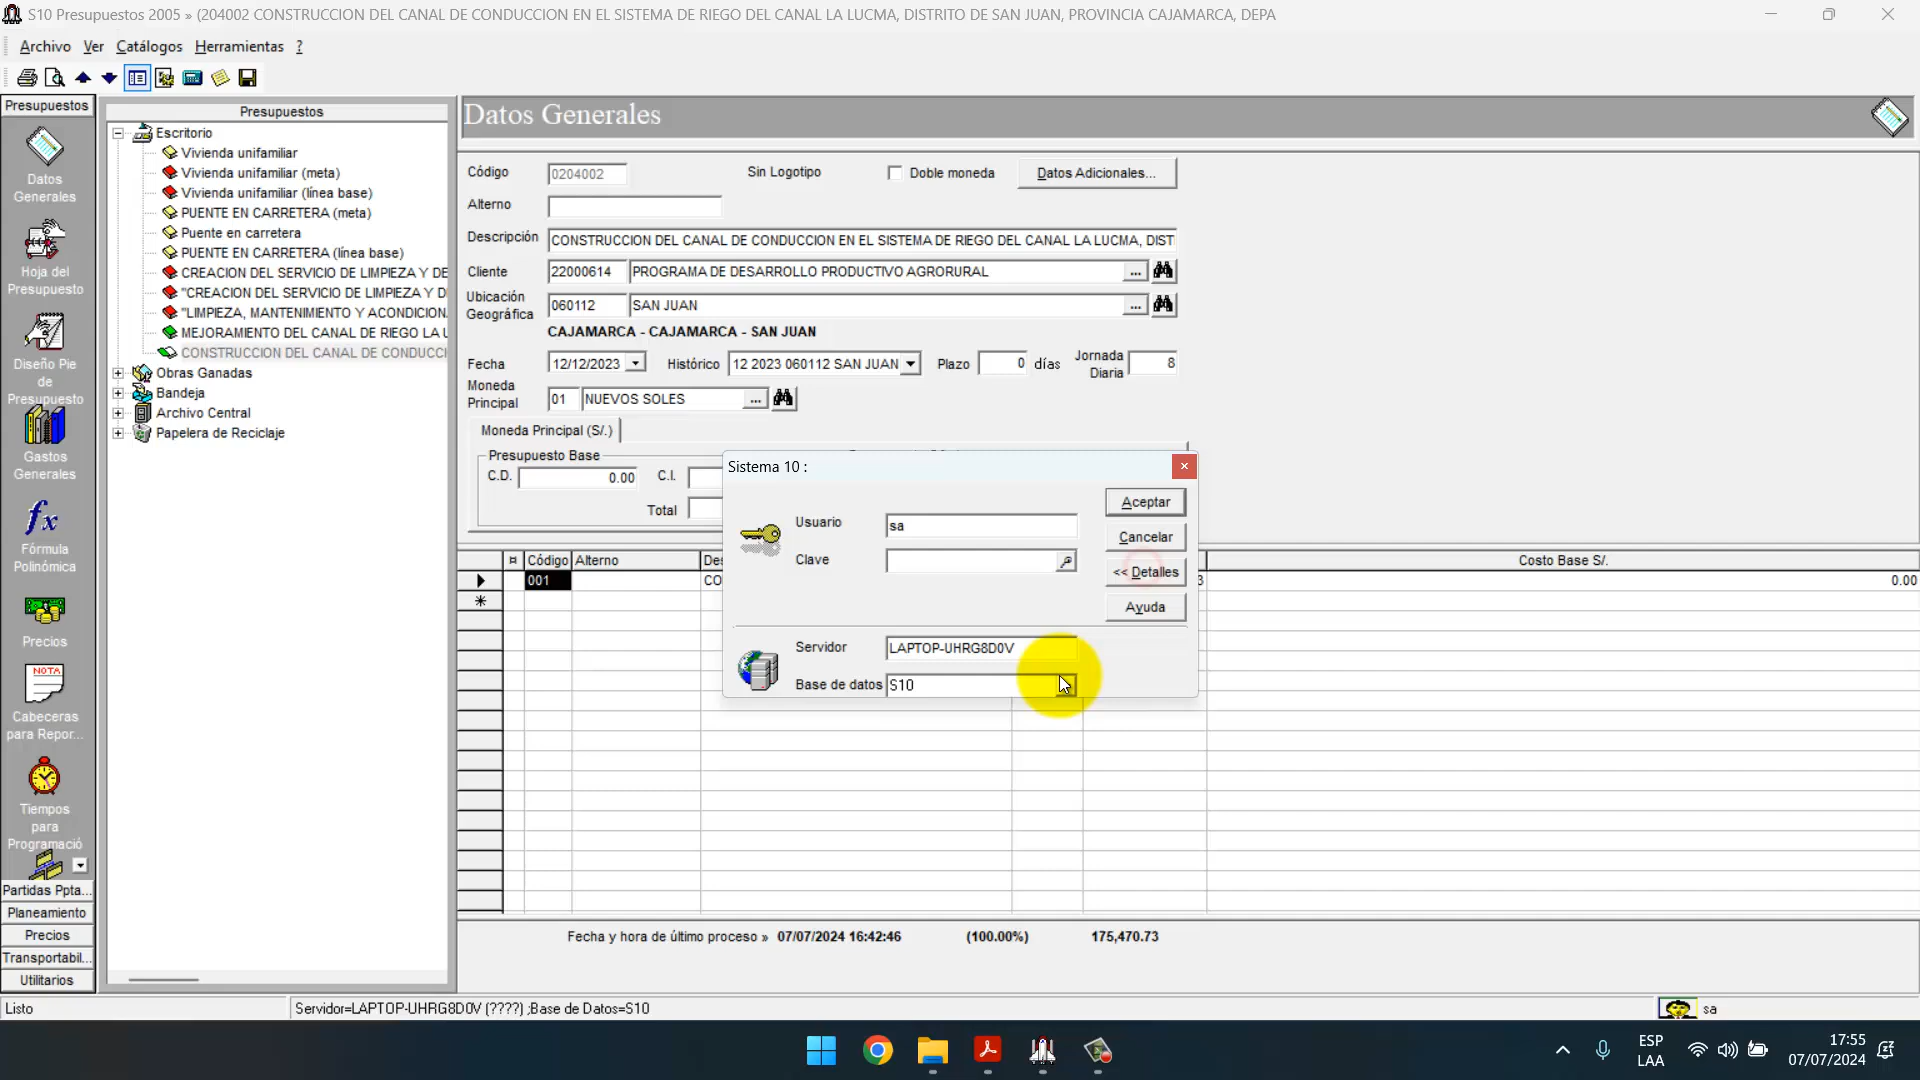 S10 Presupuestos 2005 » (204002 CONSTRUCCION DEL CANAL DE CONDUCCION EN EL SISTEMA DE RIEGO DEL CANAL LA LUCMA, DISTRITO DE SAN JUAN, PROVINCIA CAJAMARCA, DEPA
Archivo Ver Catálogos Herramientas ?
Presupuestos
Datos Generales
Hoja del Presupuesto
Diseño Pie de Presupuesto
Gastos Generales
fx
Fórmula Polinómica
Precios
NOTA
Cabeceras para Repor...
Tiempos para Programació
Partidas Ppta...
Planeamiento
Precios
Transportabil...
Utilitarios
Presupuestos
Escritorio
Vivienda unifamiliar
Vivienda unifamiliar (meta)
Vivienda unifamiliar (línea base)
PUENTE EN CARRETERA (meta)
Puente en carretera
PUENTE EN CARRETERA (línea base)
CREACION DEL SERVICIO DE LIMPIEZA Y DE
"CREACION DEL SERVICIO DE LIMPIEZA Y D
"LIMPIEZA, MANTENIMIENTO Y ACONDICION
MEJORAMIENTO DEL CANAL DE RIEGO LA L
CONSTRUCCION DEL CANAL DE CONDUCCI
Obras Ganadas
Bandeja
Archivo Central
Papelera de Reciclaje
Datos Generales
Código 0204002 Sin Logotipo Doble moneda Datos Adicionales...
Alterno
Descripción CONSTRUCCION DEL CANAL DE CONDUCCION EN EL SISTEMA DE RIEGO DEL CANAL LA LUCMA, DIST
Cliente 22000614 PROGRAMA DE DESARROLLO PRODUCTIVO AGRORURAL ...
Ubicación Geográfica 060112 SAN JUAN ...
CAJAMARCA - CAJAMARCA - SAN JUAN
Fecha 12/12/2023 Histórico 12 2023 060112 SAN JUAN Plazo 0 días Jornada Diaria 8
Moneda Principal 01 NUEVOS SOLES ...
Moneda Principal (S/.)
Presupuesto Base
C.D. 0.00 C.I.
Total
Sistema 10 :
Usuario sa
Clave
Aceptar
Cancelar
<< Detalles
Ayuda
Servidor LAPTOP-UHRG8D0V
Base de datos S10
¤ Código Alterno Des Costo Base S/.
001 CO 3 0.00
Fecha y hora de último proceso » 07/07/2024 16:42:46 (100.00%) 175,470.73
Listo Servidor=LAPTOP-UHRG8D0V (????) ;Base de Datos=S10 sa
ESP
LAA
17:55
07/07/2024